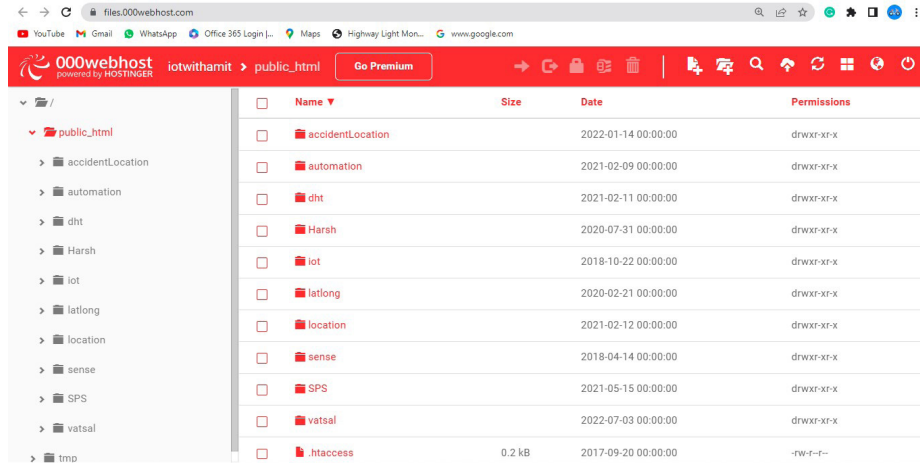 files.000webhost.com
YouTube Gmail WhatsApp Office 365 Login |... Maps Highway Light Mon... www.google.com
000webhost
powered by HOSTINGER
iotwithamit > public_html Go Premium
/
public_html
accidentLocation
automation
dht
Harsh
iot
latlong
location
sense
SPS
vatsal
tmp
Name ▼ Size Date Permissions
accidentLocation 2022-01-14 00:00:00 drwxr-xr-x
automation 2021-02-09 00:00:00 drwxr-xr-x
dht 2021-02-11 00:00:00 drwxr-xr-x
Harsh 2020-07-31 00:00:00 drwxr-xr-x
iot 2018-10-22 00:00:00 drwxr-xr-x
latlong 2020-02-21 00:00:00 drwxr-xr-x
location 2021-02-12 00:00:00 drwxr-xr-x
sense 2018-04-14 00:00:00 drwxr-xr-x
SPS 2021-05-15 00:00:00 drwxr-xr-x
vatsal 2022-07-03 00:00:00 drwxr-xr-x
.htaccess 0.2 kB 2017-09-20 00:00:00 -rw-r--r--